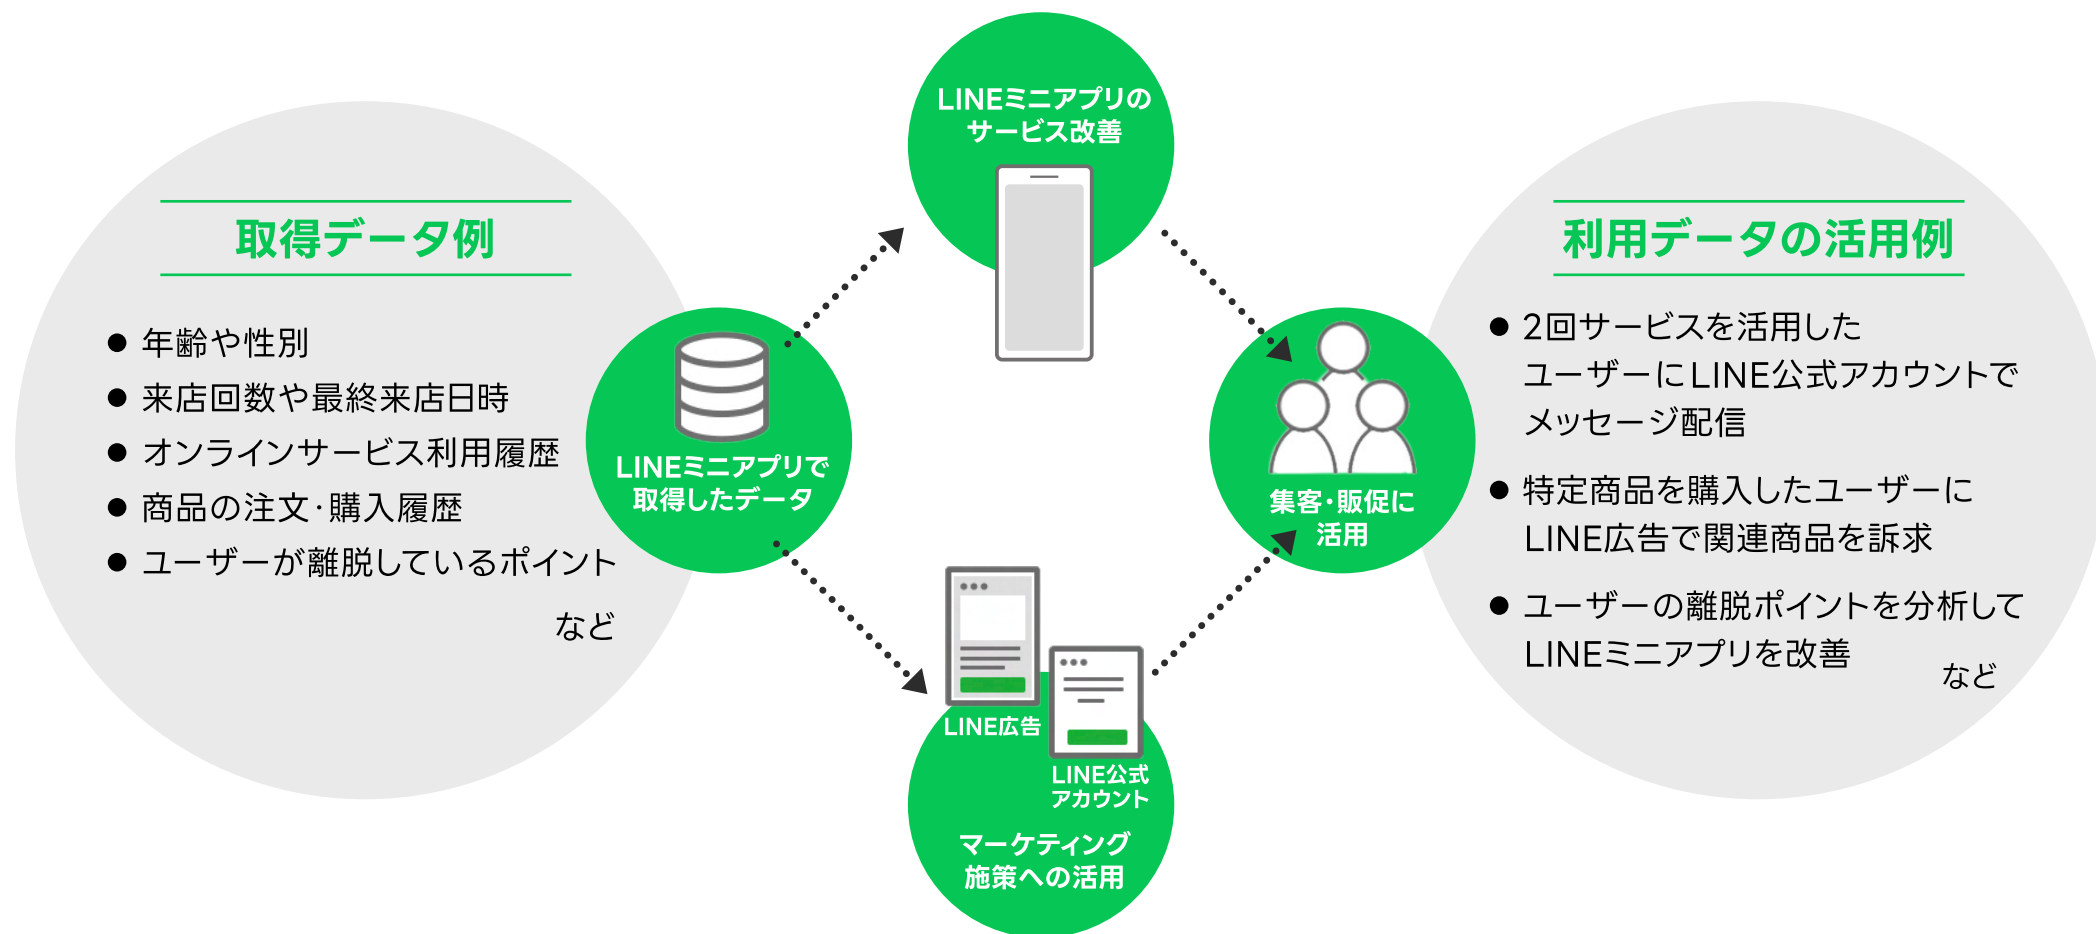 取得データ例
● 年齢や性別
● 来店回数や最終来店日時
● オンラインサービス利用履歴
● 商品の注文・購入履歴
● ユーザーが離脱しているポイント
など
LINEミニアプリで
取得したデータ
LINEミニアプリの
サービス改善
LINE広告
LINE公式
アカウント
マーケティング
施策への活用
集客・販促に
活用
利用データの活用例
● 2回サービスを活用した
ユーザーにLINE公式アカウントで
メッセージ配信
● 特定商品を購入したユーザーに
LINE広告で関連商品を訴求
● ユーザーの離脱ポイントを分析して
LINEミニアプリを改善
など